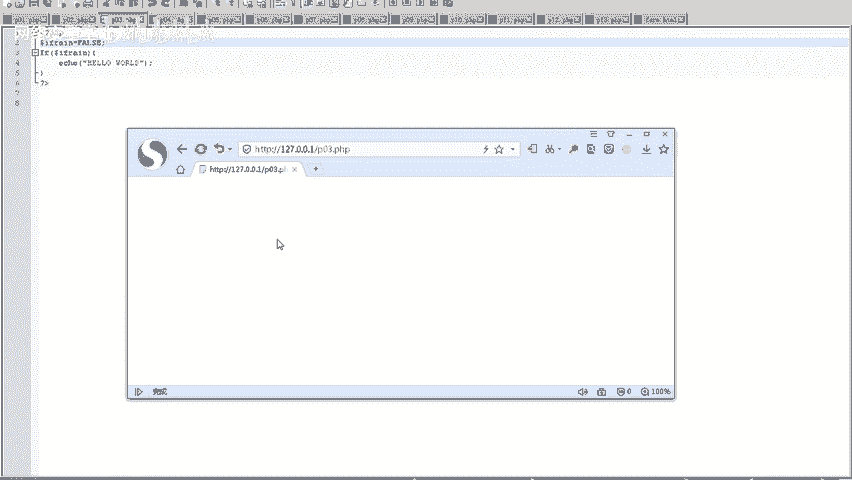 p01.php p02.php p03.php p04.php p05.php p06.php p07.php p08.php p09.php p10.php p11.php p12.php p13.php form.html
2 $ifrain=FALSE;
3 If($ifrain){
4 echo("HELLO WORLD");
5 }
6 ?>
7
8
http://127.0.0.1/p03.php
http://127.0.0.1/p03.ph
完成
0
100%